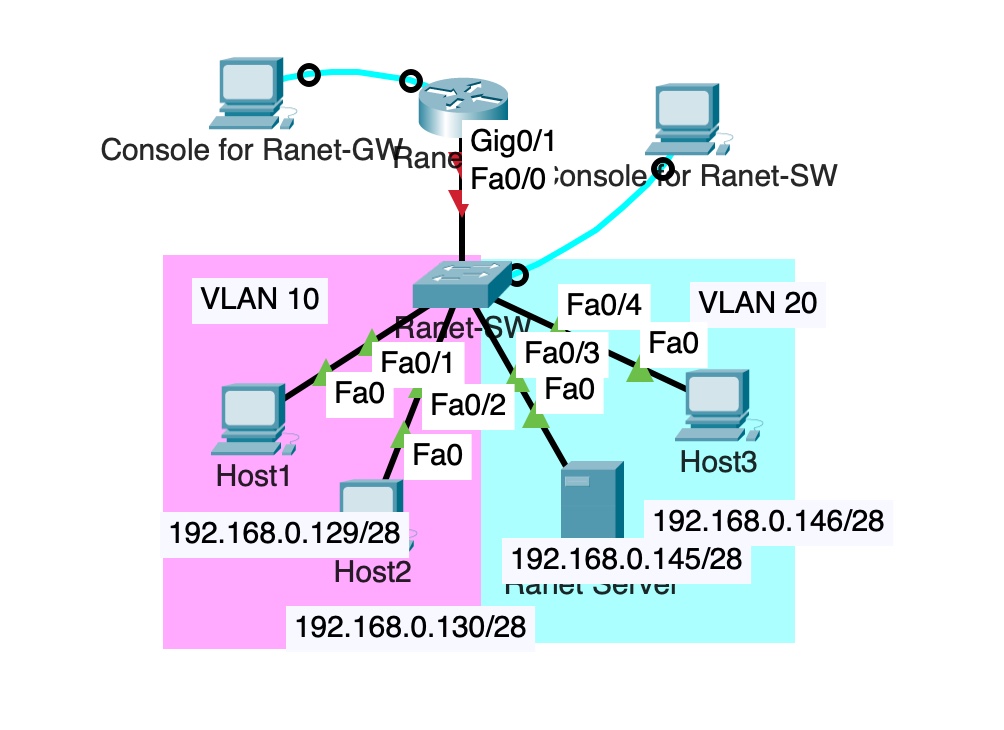 Console for Ranet-GW
Rane
Gig0/1
Fa0/0
Console for Ranet-SW
VLAN 10
VLAN 20
Ranet-SW
Fa0/4
Fa0/1
Fa0/3
Fa0
Fa0
Fa0/2
Fa0
Fa0
Host1
Host3
192.168.0.129/28
192.168.0.146/28
Host2
192.168.0.145/28
Ranet Server
192.168.0.130/28